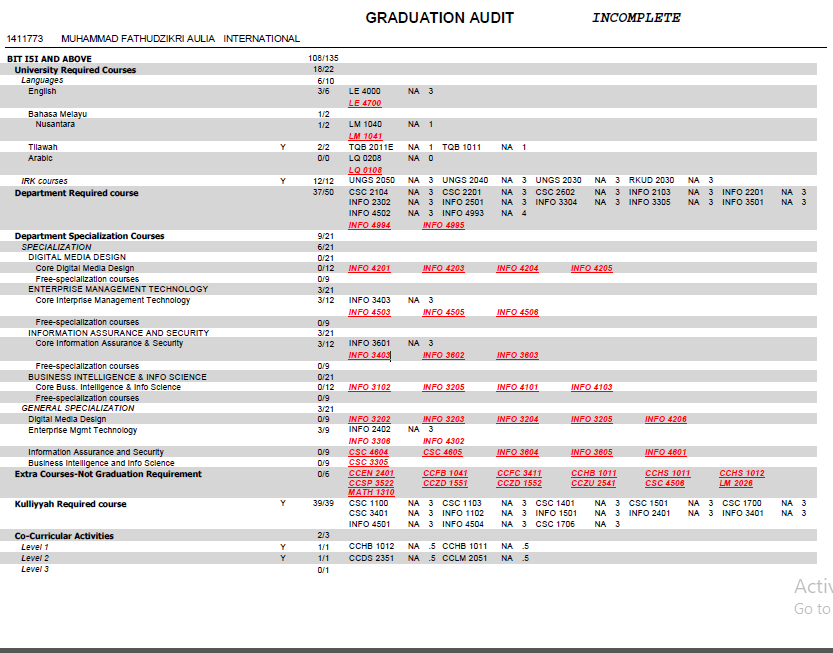 GRADUATION AUDIT INCOMPLETE
1411773 MUHAMMAD FATHUDZIKRI AULIA INTERNATIONAL
BIT I5I AND ABOVE 108/135
University Required Courses 18/22
Languages 6/10
English 3/6 LE 4000 NA 3
LE 4700
Bahasa Melayu 1/2
Nusantara 1/2 LM 1040 NA 1
LM 1041
Tilawah Y 2/2 TQB 2011E NA 1 TQB 1011 NA 1
Arabic 0/0 LQ 0208 NA 0
LQ 0108
IRK courses Y 12/12 UNGS 2050 NA 3 UNGS 2040 NA 3 UNGS 2030 NA 3 RKUD 2030 NA 3
Department Required course 37/50 CSC 2104 NA 3 CSC 2201 NA 3 CSC 2602 NA 3 INFO 2103 NA 3 INFO 2201 NA 3
INFO 2302 NA 3 INFO 2501 NA 3 INFO 3304 NA 3 INFO 3305 NA 3 INFO 3501 NA 3
INFO 4502 NA 3 INFO 4993 NA 4
INFO 4994 INFO 4995
Department Specialization Courses 9/21
SPECIALIZATION 6/21
DIGITAL MEDIA DESIGN 0/21
Core Digital Media Design 0/12 INFO 4201 INFO 4203 INFO 4204 INFO 4205
Free-specialization courses 0/9
ENTERPRISE MANAGEMENT TECHNOLOGY 3/21
Core Interprise Management Technology 3/12 INFO 3403 NA 3
INFO 4503 INFO 4505 INFO 4506
Free-specialization courses 0/9
INFORMATION ASSURANCE AND SECURITY 3/21
Core Information Assurance & Security 3/12 INFO 3601 NA 3
INFO 3403 INFO 3602 INFO 3603
Free-specialization courses 0/9
BUSINESS INTELLIGENCE & INFO SCIENCE 0/21
Core Buss. Intelligence & Info Science 0/12 INFO 3102 INFO 3205 INFO 4101 INFO 4103
Free-specialization courses 0/9
GENERAL SPECIALIZATION 3/21
Digital Media Design 0/9 INFO 3202 INFO 3203 INFO 3204 INFO 3205 INFO 4206
Enterprise Mgmt Technology 3/9 INFO 2402 NA 3
INFO 3306 INFO 4302
Information Assurance and Security 0/9 CSC 4604 CSC 4605 INFO 3604 INFO 3605 INFO 4601
Business Intelligence and Info Science 0/9 CSC 3305
Extra Courses-Not Graduation Requirement 0/6 CCEN 2401 CCFB 1041 CCFC 3411 CCHB 1011 CCHS 1011 CCHS 1012
CCSP 3522 CCZD 1551 CCZD 1552 CCZU 2541 CSC 4506 LM 2026
MATH 1310
Kulliyyah Required course Y 39/39 CSC 1100 NA 3 CSC 1103 NA 3 CSC 1401 NA 3 CSC 1501 NA 3 CSC 1700 NA 3
CSC 3401 NA 3 INFO 1102 NA 3 INFO 1501 NA 3 INFO 2401 NA 3 INFO 3401 NA 3
INFO 4501 NA 3 INFO 4504 NA 3 CSC 1706 NA 3
Co-Curricular Activities 2/3
Level 1 Y 1/1 CCHB 1012 NA .5 CCHB 1011 NA .5
Level 2 Y 1/1 CCDS 2351 NA .5 CCLM 2051 NA .5
Level 3 0/1
Activ
Go to